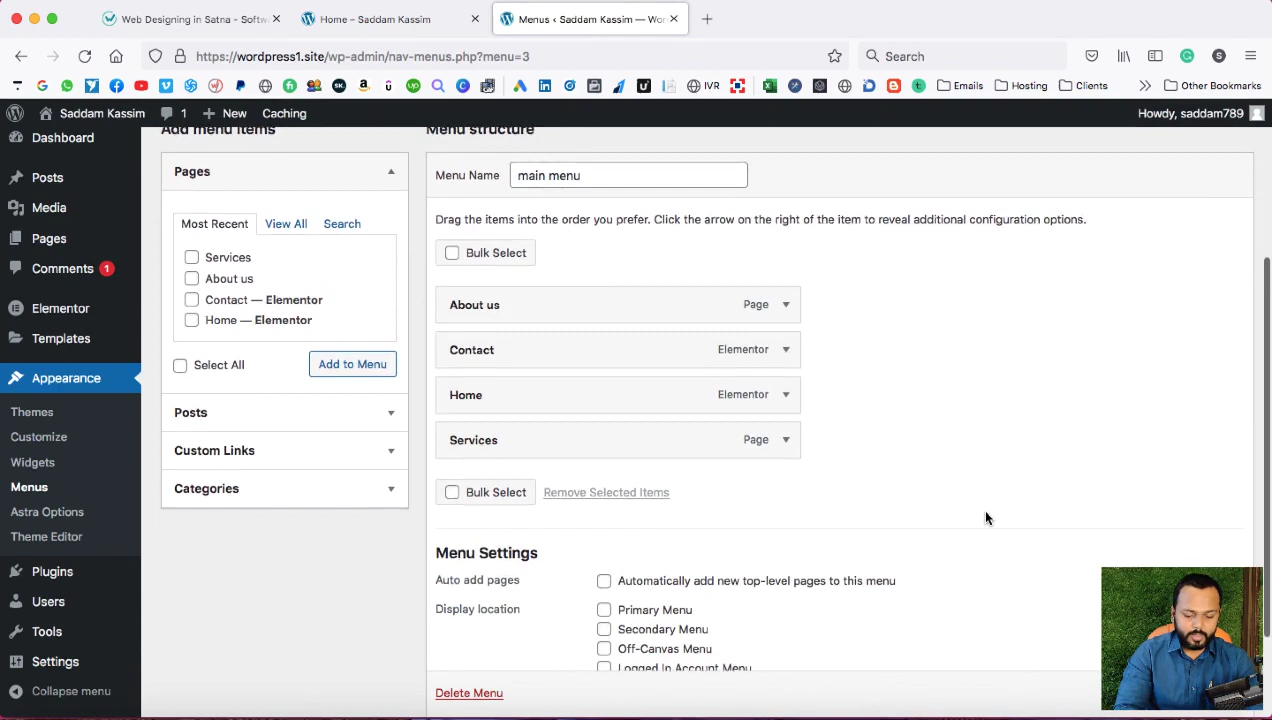 Web Designing in Satna - Softw
Home – Saddam Kassim
Menus ‹ Saddam Kassim — Wor
https://wordpress1.site/wp-admin/nav-menus.php?menu=3
Search
S
IVR
Emails
Hosting
Clients
Other Bookmarks
Saddam Kassim
1
New
Caching
Howdy, saddam789
Dashboard
Posts
Media
Pages
Comments 1
Elementor
Templates
Appearance
Themes
Customize
Widgets
Menus
Astra Options
Theme Editor
Plugins
Users
Tools
Settings
Collapse menu
Add menu items
Pages
Most Recent
View All
Search
Services
About us
Contact — Elementor
Home — Elementor
Select All
Add to Menu
Posts
Custom Links
Categories
Menu structure
Menu Name
main menu
Drag the items into the order you prefer. Click the arrow on the right of the item to reveal additional configuration options.
Bulk Select
About us Page
Contact Elementor
Home Elementor
Services Page
Bulk Select
Remove Selected Items
Menu Settings
Auto add pages
Automatically add new top-level pages to this menu
Display location
Primary Menu
Secondary Menu
Off-Canvas Menu
Logged In Account Menu
Delete Menu